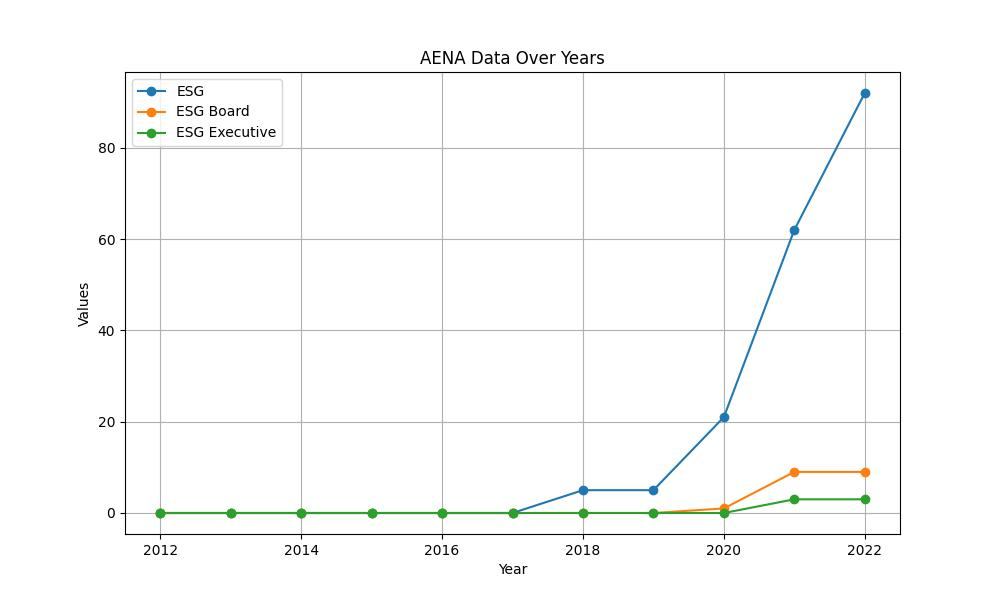 AENA Data Over Years
ESG
ESG Board
ESG Executive
80
60
40
20
0
Values
2012 2014 2016 2018 2020 2022
Year